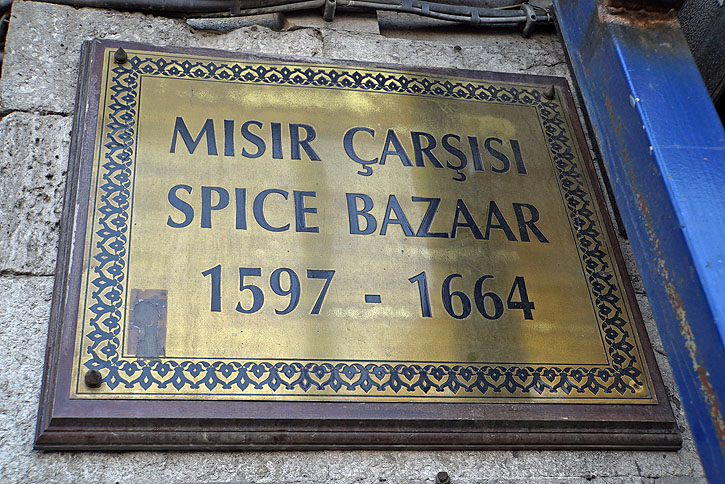 MISIR ÇARŞISI
SPICE BAZAAR
1597 - 1664